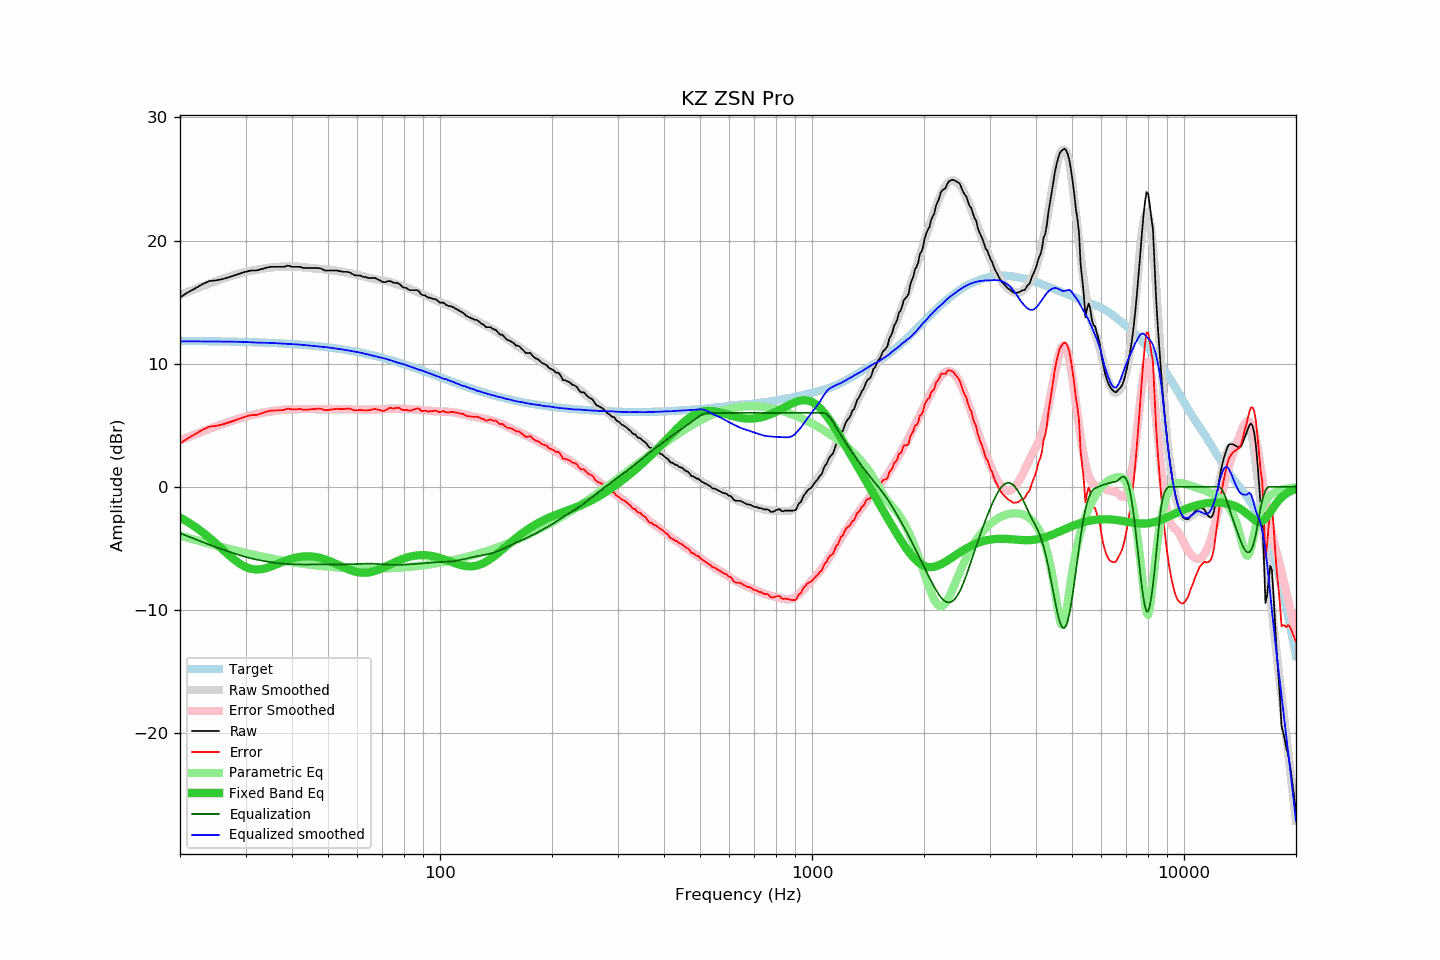 KZ ZSN Pro
30
20
10
0
−10
−20
Amplitude (dBr)
Target
Raw Smoothed
Error Smoothed
Raw
Error
Parametric Eq
Fixed Band Eq
Equalization
Equalized smoothed
100
1000
10000
Frequency (Hz)